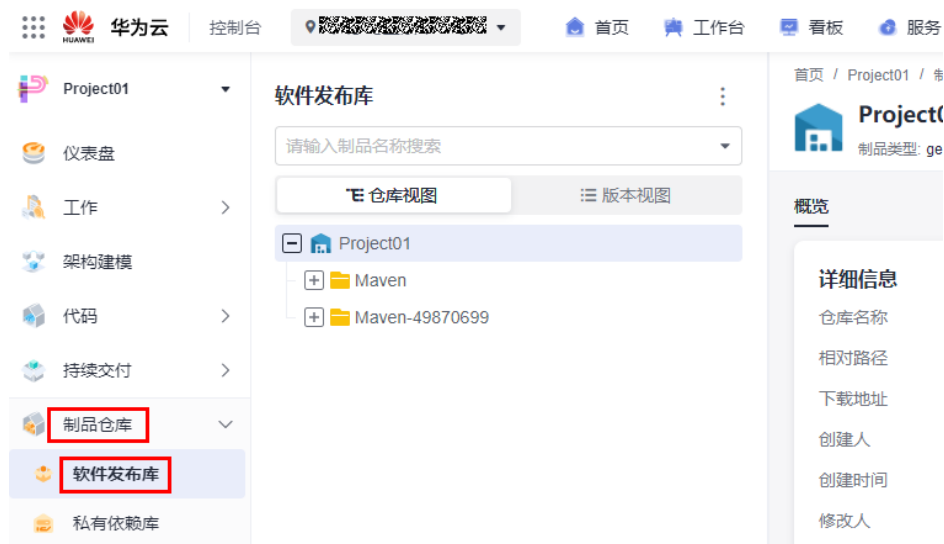 HUAWEI 华为云 控制台 首页 工作台 看板 服务
Project01
仪表盘
工作
架构建模
代码
持续交付
制品仓库
软件发布库
私有依赖库
软件发布库
请输入制品名称搜索
仓库视图 版本视图
Project01
Maven
Maven-49870699
首页 / Project01 /
制品类型: ge
概览
详细信息
仓库名称
相对路径
下载地址
创建人
创建时间
修改人